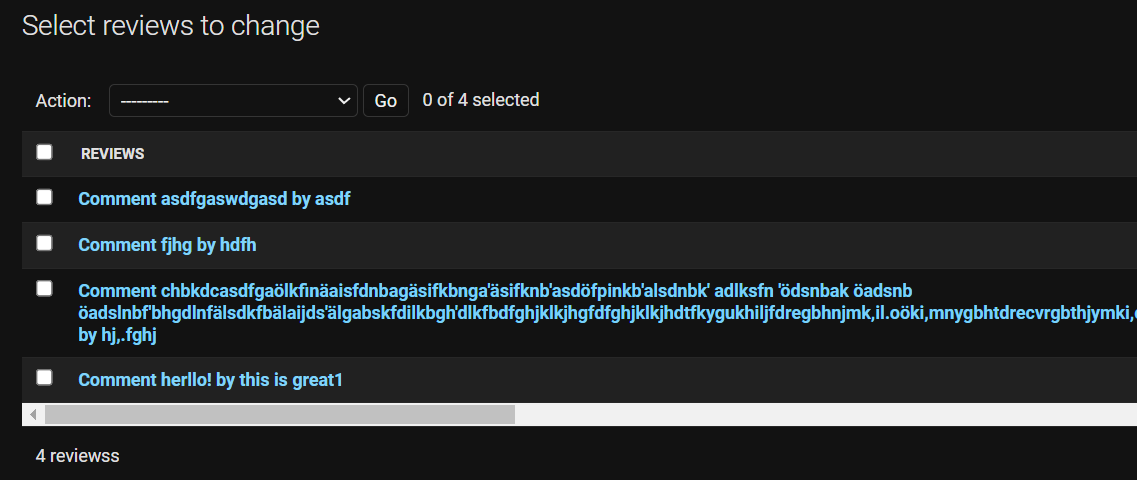 Select reviews to change
Action: --------- Go 0 of 4 selected
REVIEWS
Comment asdfgaswdgasd by asdf
Comment fjhg by hdfh
Comment chbkdcasdfgaölkfinäaisfdnbagäsifkbnga'äsifknb'asdöfpinkb'alsdnbk' adlksfn 'ödsnbak öadsnb
öadslnbf'bhgdlnfälsdkfbälaijds'älgabskfdilkbgh'dlkfbdfghjklkjhgfdfghjklkjhdtfkygukhiljfdregbhnjmk,il.oöki,mnygbhtdrecvrgbthjymki,
by hj,.fghj
Comment herllo! by this is great1
4 reviewss